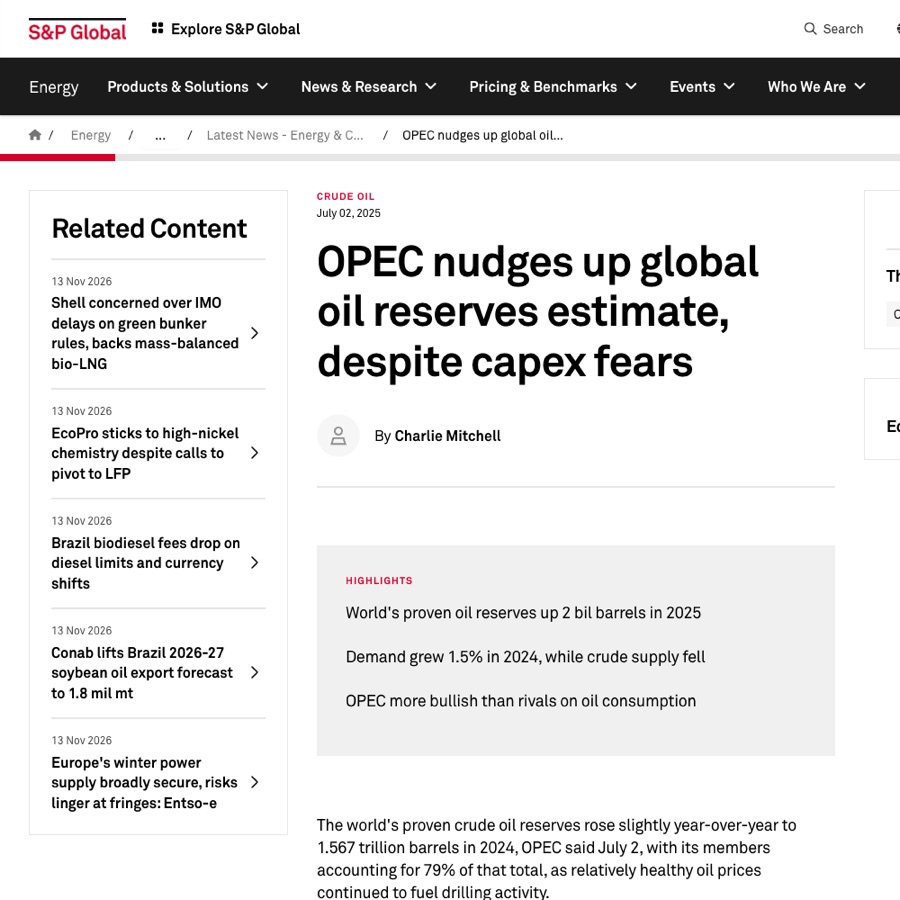 S&P Global
Explore S&P Global
Search
Energy
Products & Solutions
News & Research
Pricing & Benchmarks
Events
Who We Are
/ Energy / ... / Latest News - Energy & C... / OPEC nudges up global oil...
Related Content
13 Nov 2026
Shell concerned over IMO
delays on green bunker
rules, backs mass-balanced
bio-LNG
13 Nov 2026
EcoPro sticks to high-nickel
chemistry despite calls to
pivot to LFP
13 Nov 2026
Brazil biodiesel fees drop on
diesel limits and currency
shifts
13 Nov 2026
Conab lifts Brazil 2026-27
soybean oil export forecast
to 1.8 mil mt
13 Nov 2026
Europe's winter power
supply broadly secure, risks
linger at fringes: Entso-e
CRUDE OIL
July 02, 2025
OPEC nudges up global
oil reserves estimate,
despite capex fears
By Charlie Mitchell
HIGHLIGHTS
World's proven oil reserves up 2 bil barrels in 2025
Demand grew 1.5% in 2024, while crude supply fell
OPEC more bullish than rivals on oil consumption
The world's proven crude oil reserves rose slightly year-over-year to
1.567 trillion barrels in 2024, OPEC said July 2, with its members
accounting for 79% of that total, as relatively healthy oil prices
continued to fuel drilling activity.